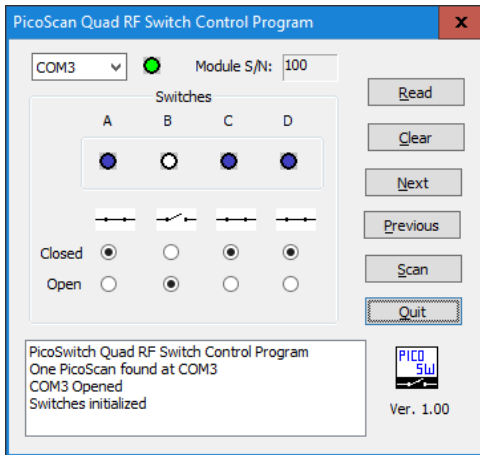 PicoScan Quad RF Switch Control Program
x
COM3
Module S/N: 100
Switches
A B C D
Closed
Open
Read
Clear
Next
Previous
Scan
Quit
PicoSwitch Quad RF Switch Control Program
One PicoScan found at COM3
COM3 Opened
Switches initialized
PICO
SW
Ver. 1.00